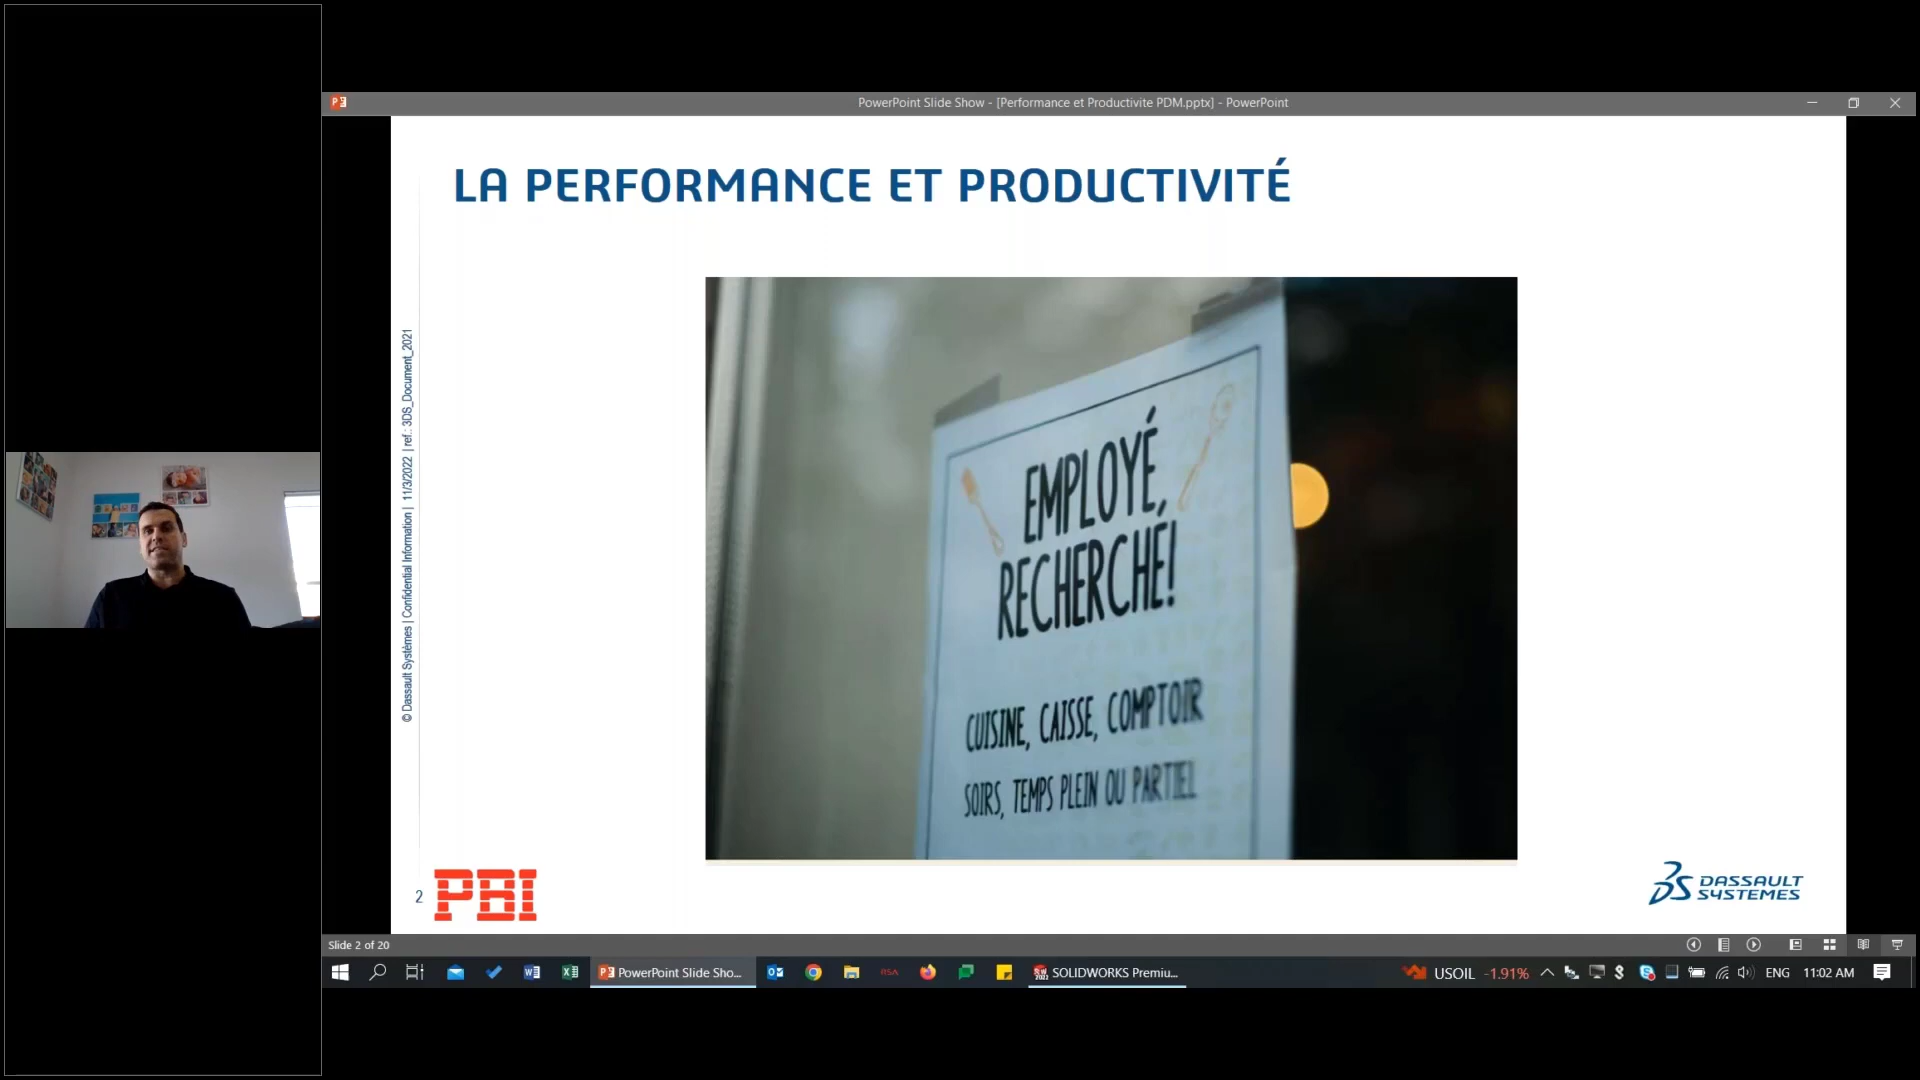 PowerPoint Slide Show - [Performance et Productivite PDM.pptx] - PowerPoint
LA PERFORMANCE ET PRODUCTIVITÉ
© Dassault Systèmes | Confidential Information | 11/3/2022 | ref.: 3DS_Document_2021
EMPLOYÉ,
RECHERCHÉ!
CUISINE, CAISSE, COMPTOIR
SOIRS, TEMPS PLEIN OU PARTIEL
2
PBI
DASSAULT
SYSTEMES
Slide 2 of 20
PowerPoint Slide Sho...
RSA
SOLIDWORKS Premiu...
USOIL -1.91%
ENG
11:02 AM